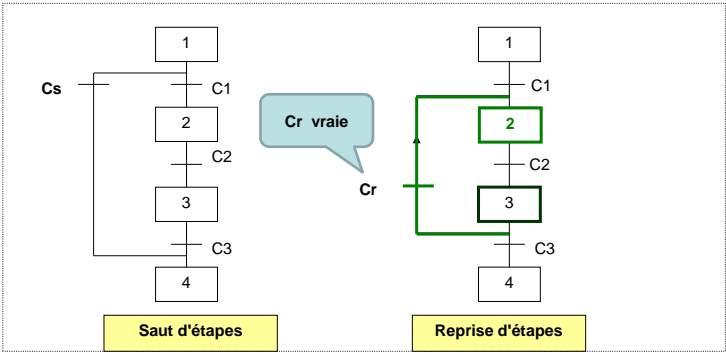 1
Cs
C1
2
C2
3
C3
4
Saut d'étapes
Cr vraie
1
C1
2
C2
Cr
3
C3
4
Reprise d'étapes